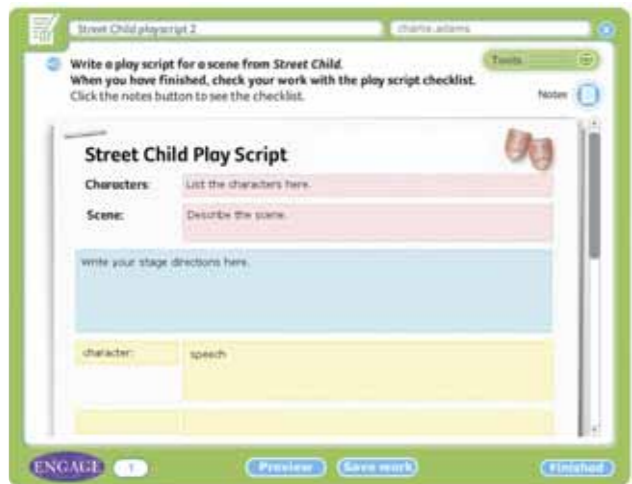 Street Child playscript 2
charlie.adams
Write a play script for a scene from Street Child.
When you have finished, check your work with the play script checklist.
Click the notes button to see the checklist.
Tools
Notes
Street Child Play Script
Characters: List the characters here.
Scene: Describe the scene.
Write your stage directions here.
character: speech
ENGAGE 1 Preview Save work Finished